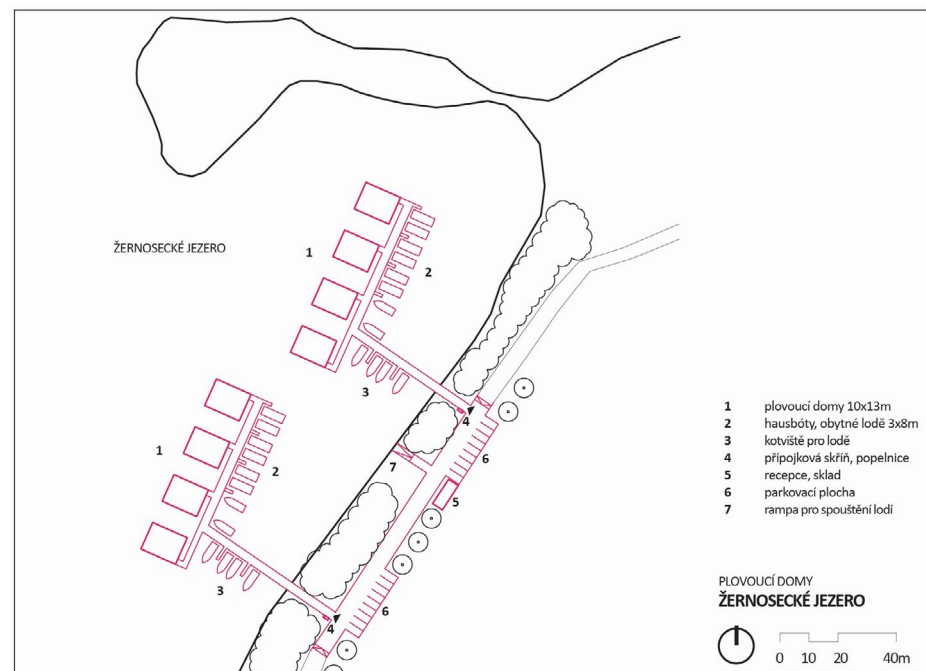 ŽERNOSECKÉ JEZERO
1
2
3
4
1
2
7
6
5
3
4
6
1 plovoucí domy 10x13m
2 hausbóty, obytné lodě 3x8m
3 kotviště pro lodě
4 přípojková skříň, popelnice
5 recepce, sklad
6 parkovací plocha
7 rampa pro spouštění lodí
PLOVOUCÍ DOMY
ŽERNOSECKÉ JEZERO
0 10 20 40m